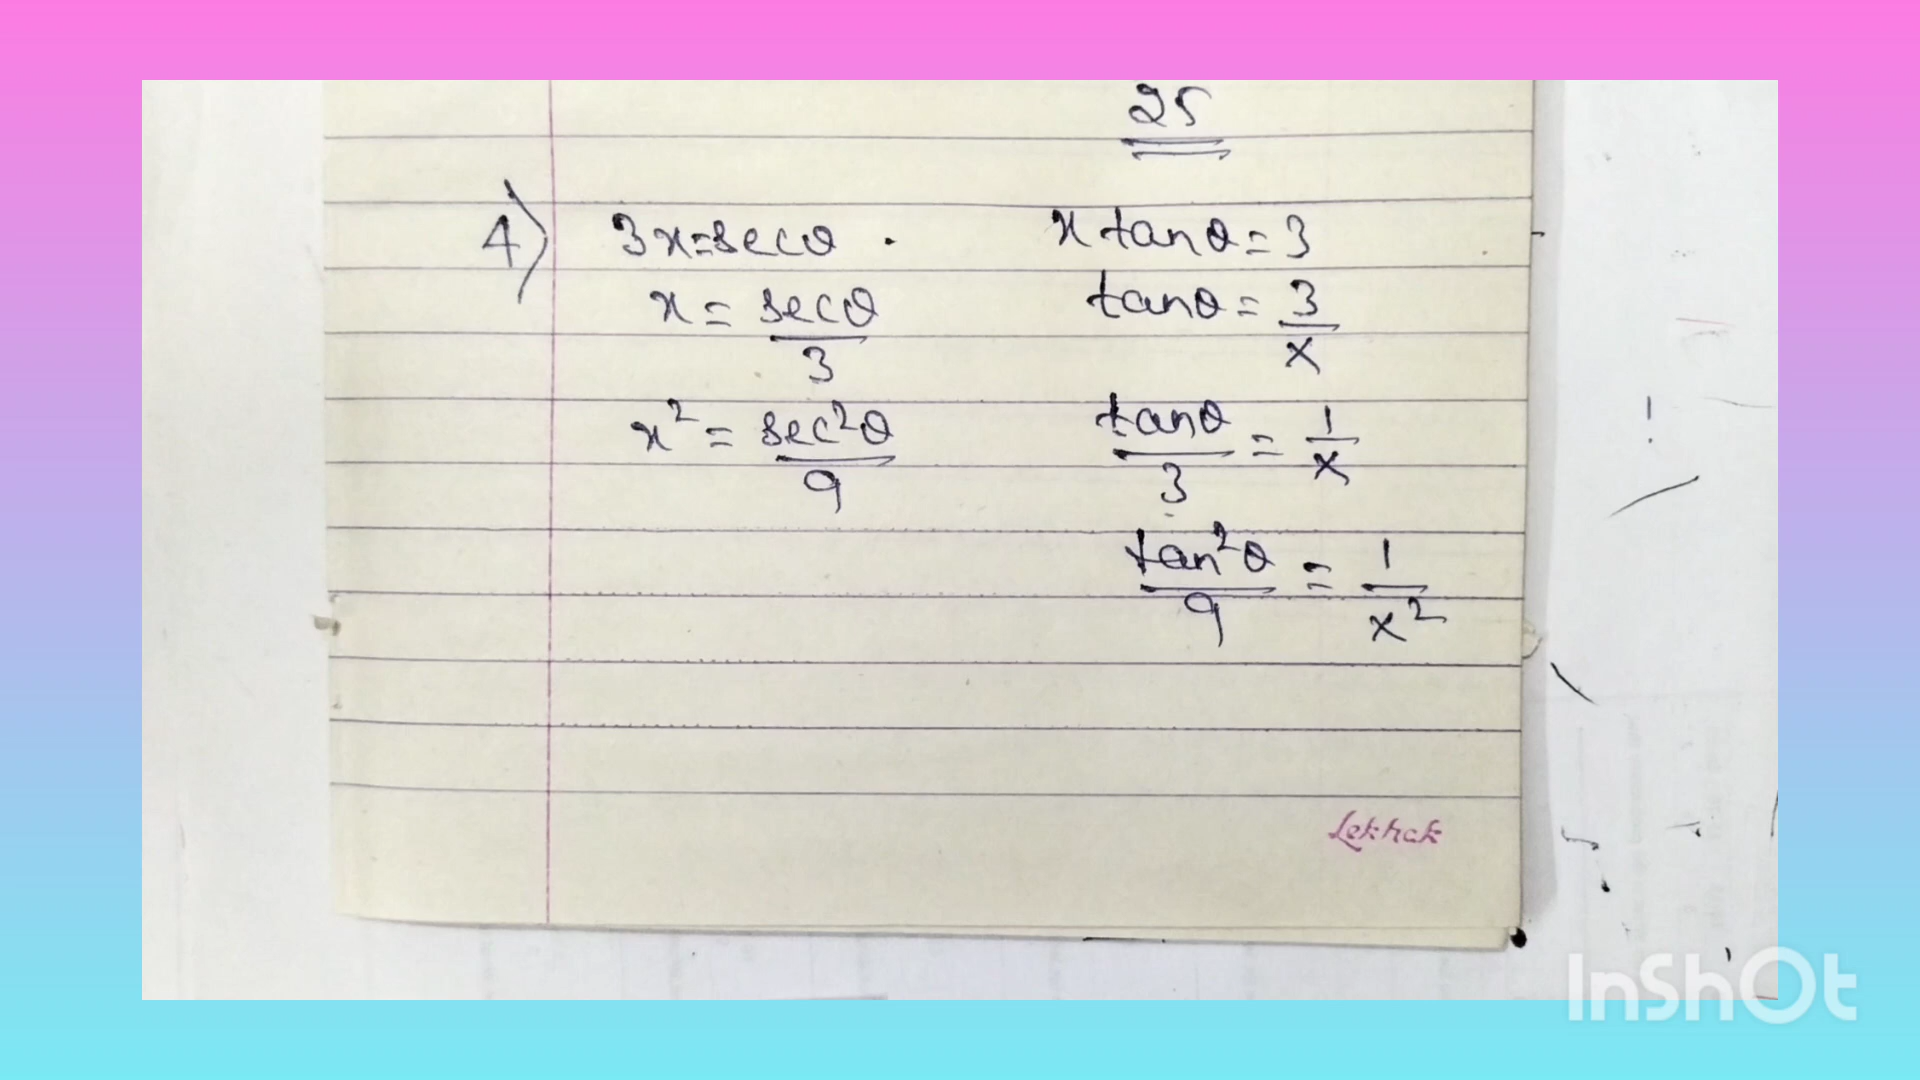 25
4) 3x=secθ . x tanθ = 3
x = secθ/3 tanθ = 3/x
x² = sec²θ/9 tanθ/3 = 1/x
tan²θ/9 = 1/x²
Lekhak
InShOt